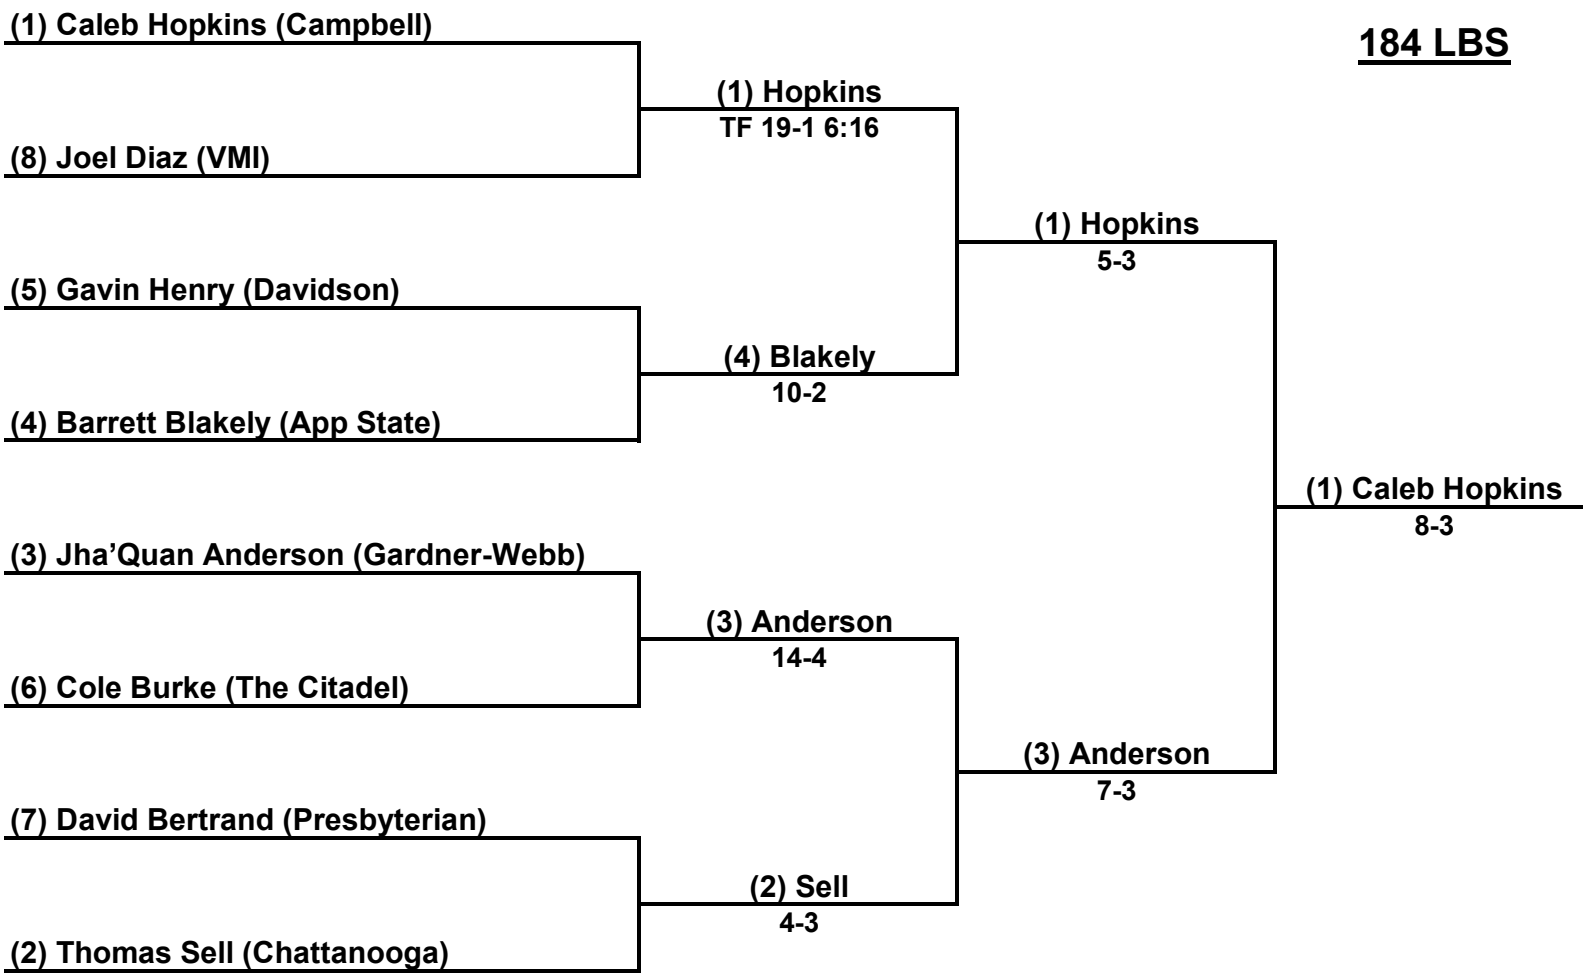 (1) Caleb Hopkins (Campbell)
184 LBS
(1) Hopkins
TF 19-1 6:16
(8) Joel Diaz (VMI)
(1) Hopkins
5-3
(5) Gavin Henry (Davidson)
(4) Blakely
10-2
(4) Barrett Blakely (App State)
(1) Caleb Hopkins
8-3
(3) Jha’Quan Anderson (Gardner-Webb)
(3) Anderson
14-4
(6) Cole Burke (The Citadel)
(3) Anderson
7-3
(7) David Bertrand (Presbyterian)
(2) Sell
4-3
(2) Thomas Sell (Chattanooga)